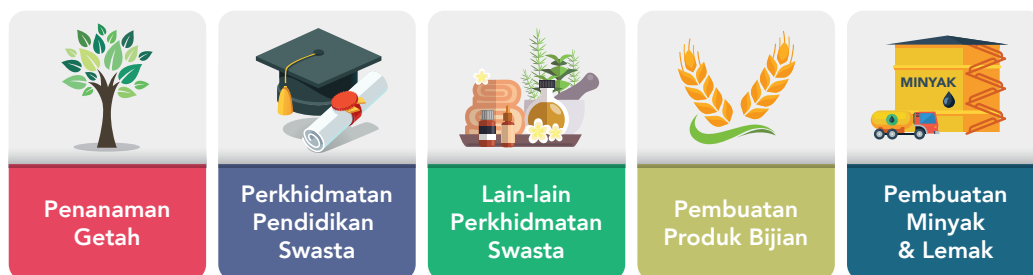 MINYAK
Penanaman
Getah
Perkhidmatan
Pendidikan
Swasta
Lain-lain
Perkhidmatan
Swasta
Pembuatan
Produk Bijian
Pembuatan
Minyak
& Lemak